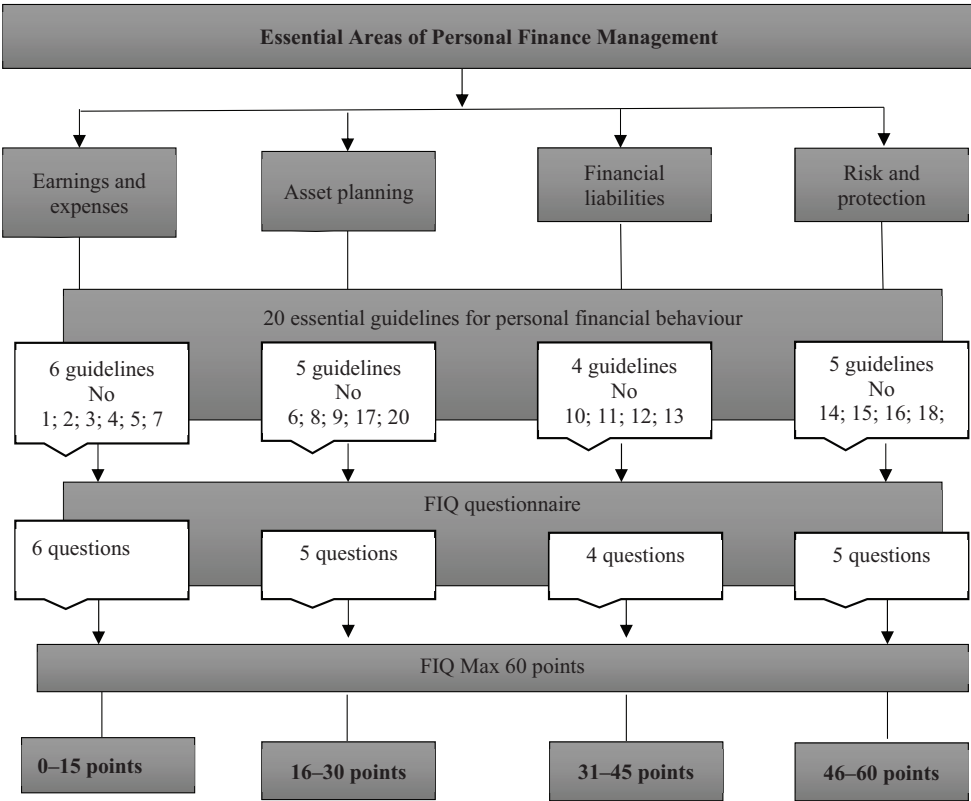 Essential Areas of Personal Finance Management
Earnings and
expenses
Asset planning
Financial
liabilities
Risk and
protection
20 essential guidelines for personal financial behaviour
6 guidelines
No
1; 2; 3; 4; 5; 7
5 guidelines
No
6; 8; 9; 17; 20
4 guidelines
No
10; 11; 12; 13
5 guidelines
No
14; 15; 16; 18;
FIQ questionnaire
6 questions
5 questions
4 questions
5 questions
FIQ Max 60 points
0–15 points
16–30 points
31–45 points
46–60 points